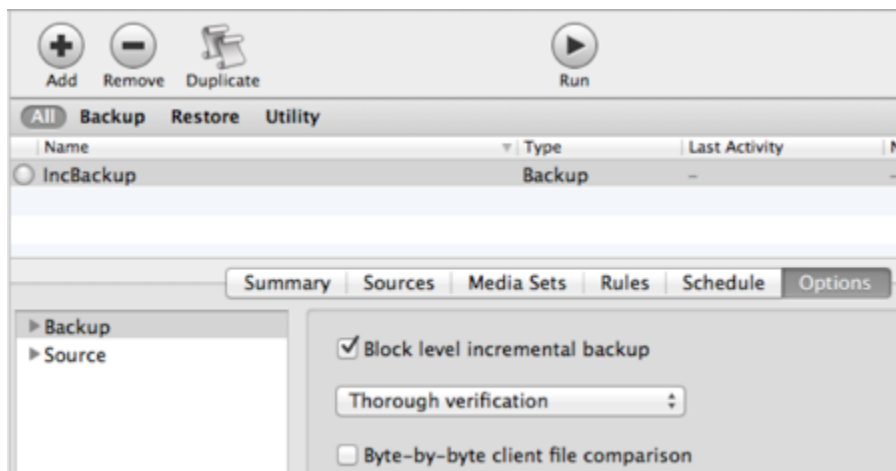 Add Remove Duplicate Run
All Backup Restore Utility
Name Type Last Activity
IncBackup Backup –
Summary Sources Media Sets Rules Schedule Options
Backup
Source
Block level incremental backup
Thorough verification
Byte-by-byte client file comparison